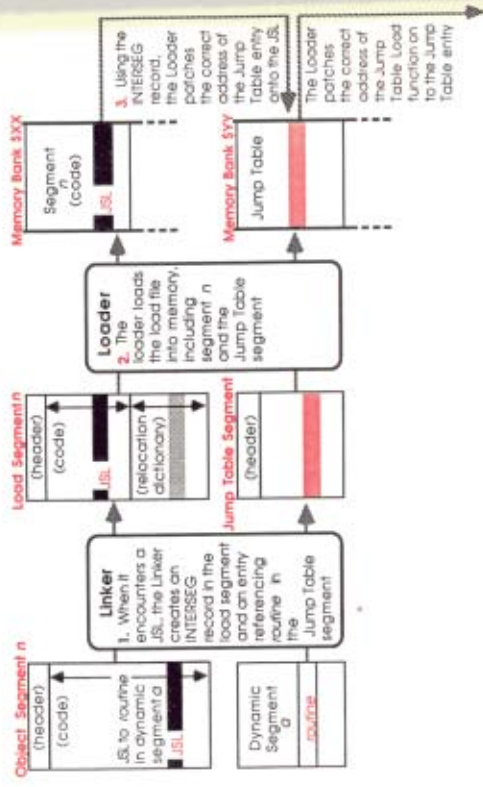 Object Segment n
(header)
(code)
JSL to routine
in dynamic
segment a
JSL
Dynamic
Segment
a
routine
Linker
1. When it
encounters a
JSL, the Linker
creates an
INTERSEG
record in the
load segment
and an entry
referencing
routine in
the
Jump Table
segment
Load Segment n
(header)
(code)
JSL
(relocation
dictionary)
Jump Table Segment
(header)
Loader
2. The
loader loads
the load file
into memory,
including
segment n
and the
Jump Table
segment
Memory Bank $XX
Segment
n
(code)
JSL
Memory Bank $YY
Jump Table
3. Using the
INTERSEG
record,
the Loader
patches
the correct
address of
the Jump
Table entry
onto the JSL
The Loader
patches
the correct
address of
the Jump
Table Load
function on
to the Jump
Table entry